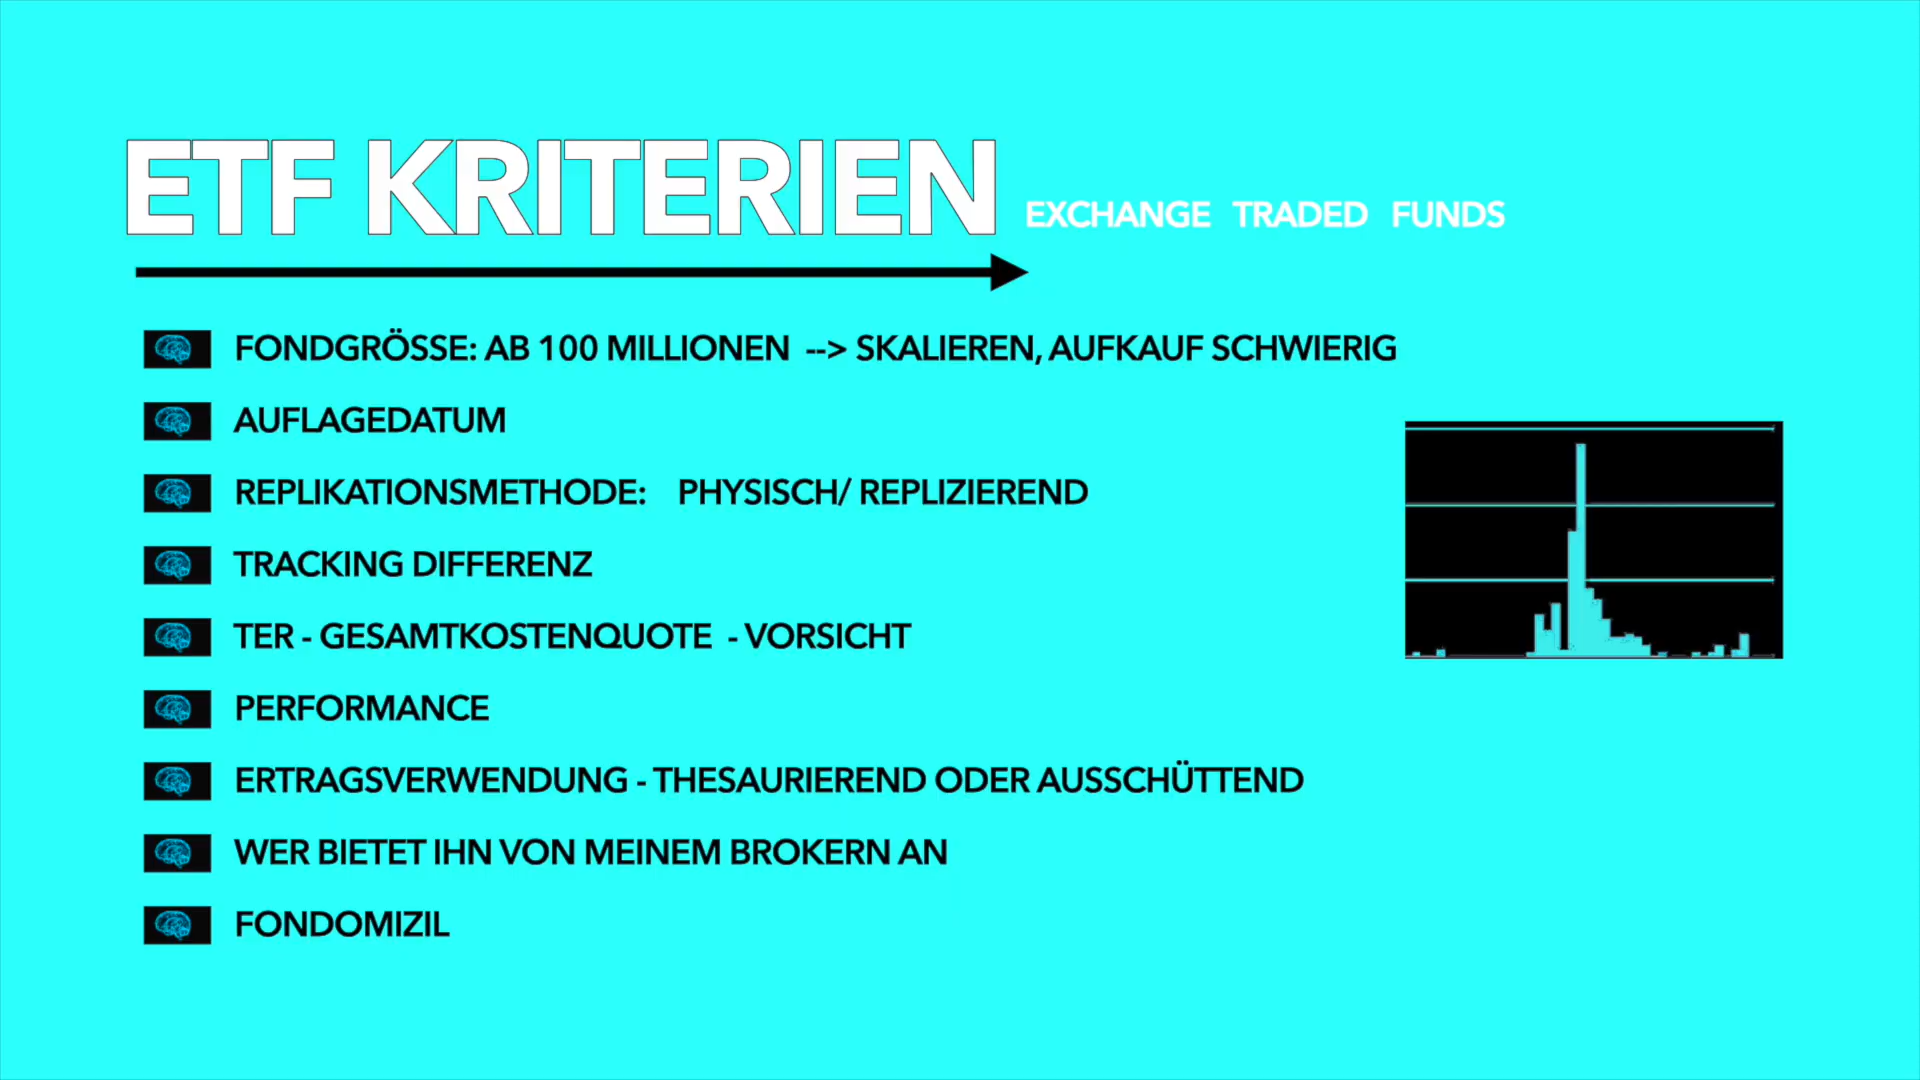 ETF KRITERIEN EXCHANGE TRADED FUNDS
FONDGRÖSSE: AB 100 MILLIONEN --> SKALIEREN, AUFKAUF SCHWIERIG
AUFLAGEDATUM
REPLIKATIONSMETHODE: PHYSISCH/ REPLIZIEREND
TRACKING DIFFERENZ
TER - GESAMTKOSTENQUOTE - VORSICHT
PERFORMANCE
ERTRAGSVERWENDUNG - THESAURIEREND ODER AUSSCHÜTTEND
WER BIETET IHN VON MEINEM BROKERN AN
FONDOMIZIL